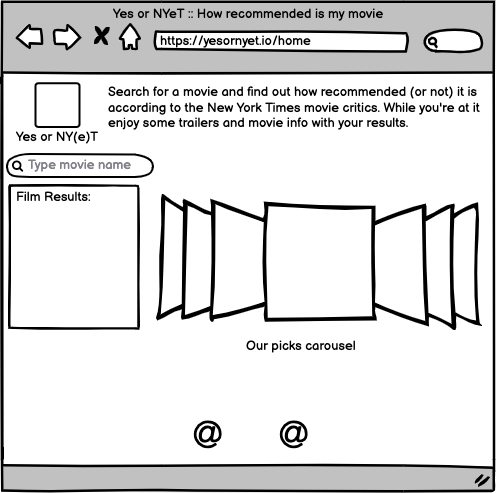 Yes or NYeT :: How recommended is my movie
https://yesornyet.io/home
Search for a movie and find out how recommended (or not) it is
according to the New York Times movie critics. While you're at it
enjoy some trailers and movie info with your results.
Yes or NY(e)T
Type movie name
Film Results:
Our picks carousel
@ @